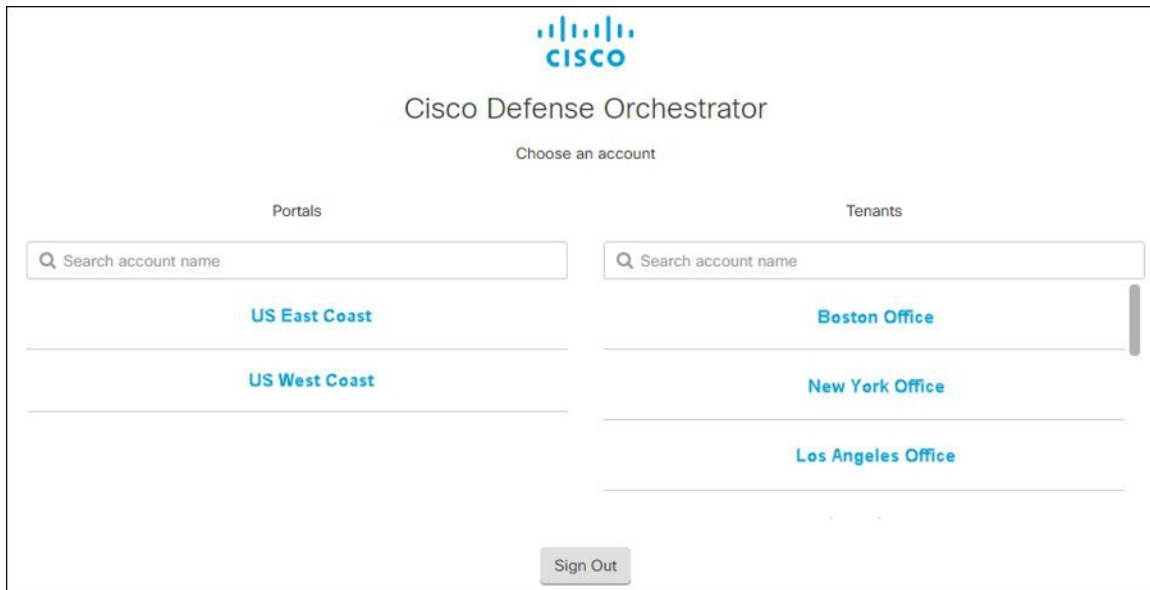 CISCO
Cisco Defense Orchestrator
Choose an account
Portals
Search account name
US East Coast
US West Coast
Tenants
Search account name
Boston Office
New York Office
Los Angeles Office
Sign Out